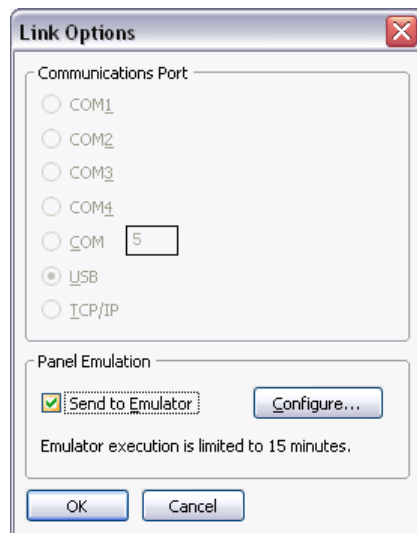 Link Options
Communications Port
COM1
COM2
COM3
COM4
COM 5
USB
TCP/IP
Panel Emulation
Send to Emulator Configure...
Emulator execution is limited to 15 minutes.
OK Cancel